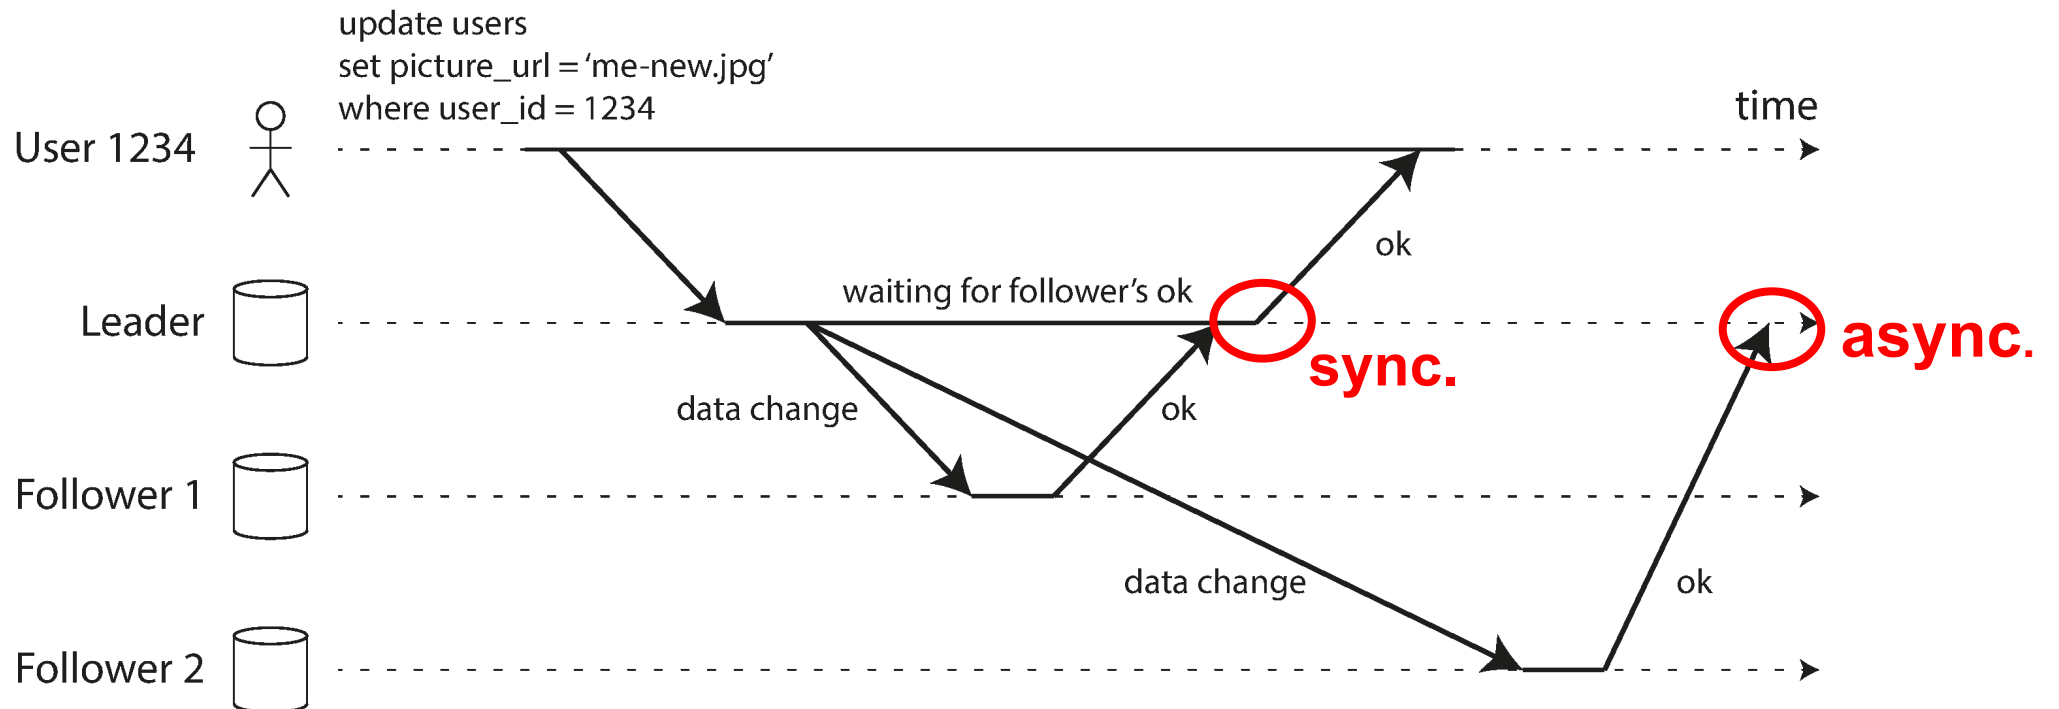 update users
set picture_url = ‘me-new.jpg’
where user_id = 1234
time
User 1234
ok
waiting for follower’s ok
Leader
async.
sync.
data change
ok
Follower 1
data change
ok
Follower 2